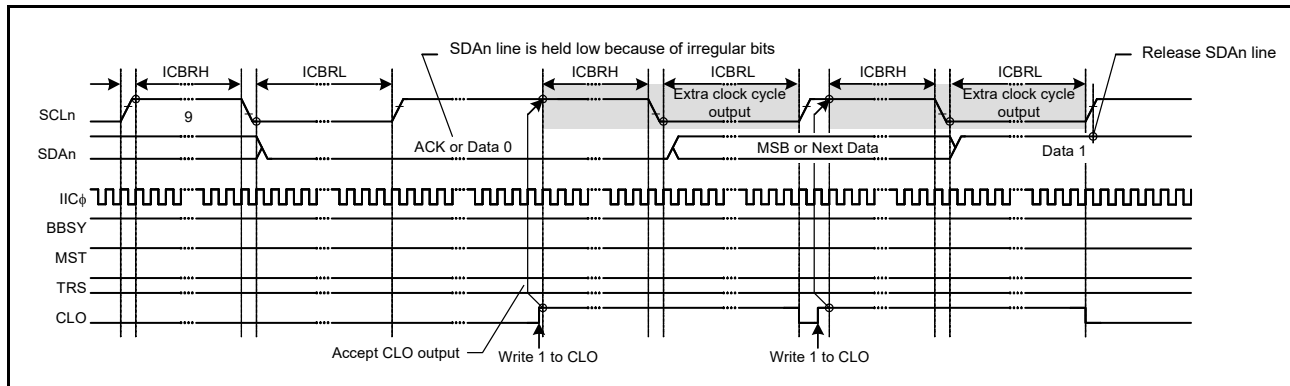 SDAn line is held low because of irregular bits
Release SDAn line
ICBRH ICBRL ICBRH ICBRL ICBRH ICBRL
Extra clock cycle output
Extra clock cycle output
SCLn
9
SDAn
ACK or Data 0
MSB or Next Data
Data 1
IICϕ
BBSY
MST
TRS
CLO
Accept CLO output
Write 1 to CLO
Write 1 to CLO